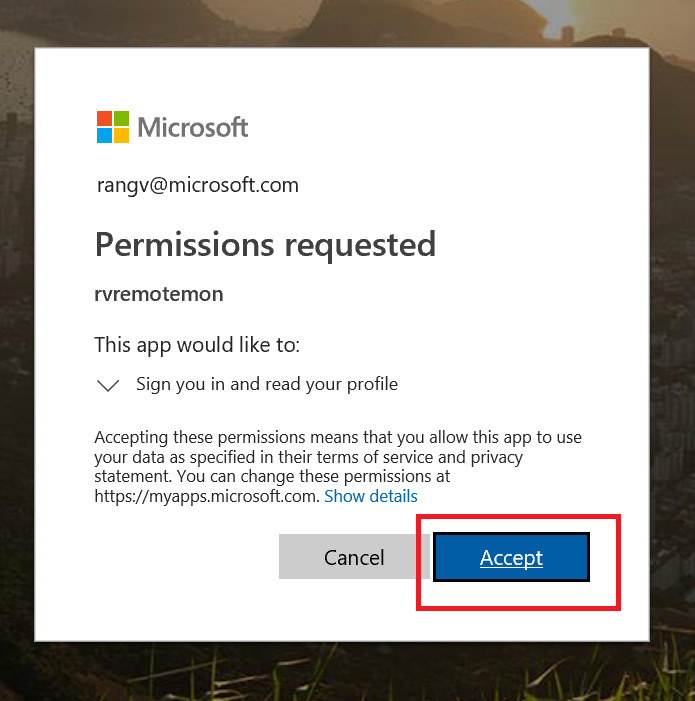 Microsoft
rangv@microsoft.com
Permissions requested
rvremotemon
This app would like to:
Sign you in and read your profile
Accepting these permissions means that you allow this app to use
your data as specified in their terms of service and privacy
statement. You can change these permissions at
https://myapps.microsoft.com. Show details
Cancel
Accept